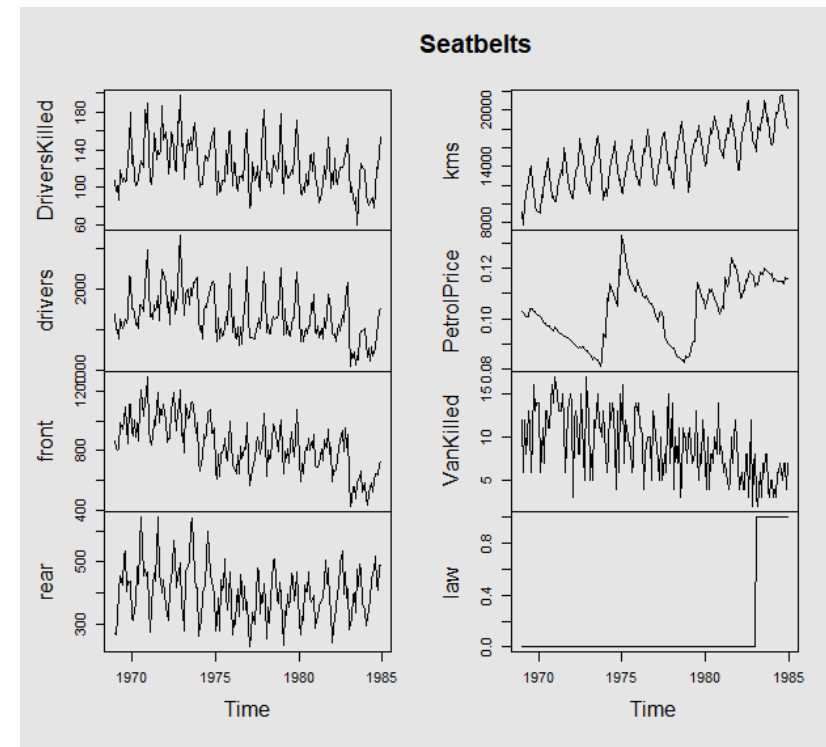 Seatbelts
DriversKilled
60 100 140 180
drivers
1000 2000
front
400 800 1200
rear
300 500
1970 1975 1980 1985
Time
kms
8000 14000 20000
PetrolPrice
0.08 0.10 0.12
VanKilled
5 10 15
law
0.0 0.4 0.8
1970 1975 1980 1985
Time